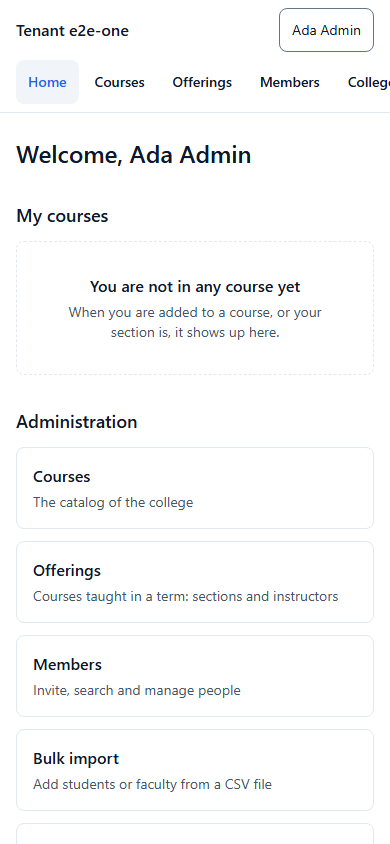 Tenant e2e-one
Ada Admin
Home Courses Offerings Members
Welcome, Ada Admin
My courses
You are not in any course yet
When you are added to a course, or your
section is, it shows up here.
Administration
Courses
The catalog of the college
Offerings
Courses taught in a term: sections and instructors
Members
Invite, search and manage people
Bulk import
Add students or faculty from a CSV file